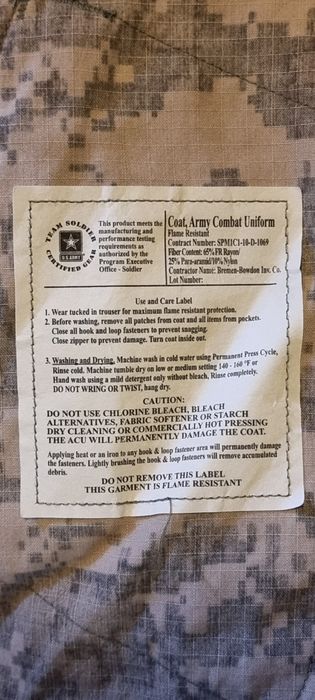 TEAM SOLDIER
U.S. ARMY
CERTIFIED GEAR
This product meets the
manufacturing and
performance testing
requirements as
authorized by the
Program Executive
Office - Soldier
Coat, Army Combat Uniform
Flame Resistant
Contract Number: SPM1C1-10-D-1069
Fiber Content: 65% FR Rayon/
25% Para-aramid/10% Nylon
Contractor Name: Bremen-Bowdon Inv. Co.
Lot Number:
Use and Care Label
1. Wear tucked in trouser for maximum flame resistant protection.
2. Before washing, remove all patches from coat and all items from pockets.
Close all hook and loop fasteners to prevent snagging.
Close zipper to prevent damage. Turn coat inside out.
3. Washing and Drying. Machine wash in cold water using Permanent Press Cycle,
Rinse cold. Machine tumble dry on low or medium setting 140 - 160 °F or
Hand wash using a mild detergent only without bleach. Rinse completely.
DO NOT WRING OR TWIST, hang dry.
CAUTION:
DO NOT USE CHLORINE BLEACH, BLEACH
ALTERNATIVES, FABRIC SOFTENER OR STARCH
DRY CLEANING OR COMMERCIALLY HOT PRESSING
THE ACU WILL PERMANENTLY DAMAGE THE COAT.
Applying heat or an iron to any hook & loop fastener area will permanently damage
the fasteners. Lightly brushing the hook & loop fasteners will remove accumulated
debris.
DO NOT REMOVE THIS LABEL
THIS GARMENT IS FLAME RESISTANT